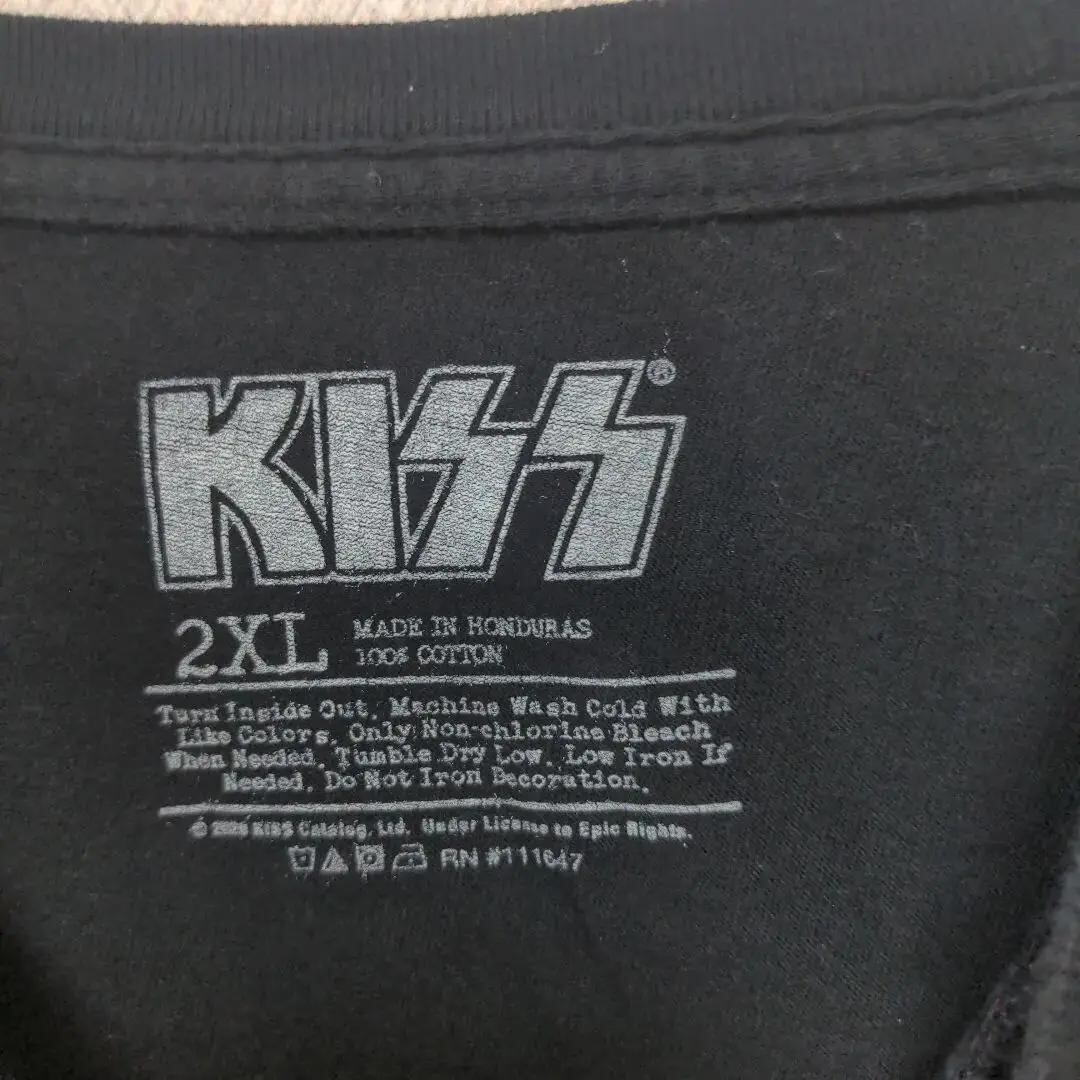 KISS®
2XL
MADE IN HONDURAS
100% COTTON
Turn Inside Out. Machine Wash Cold With
Like Colors. Only Non-chlorine Bleach
When Needed. Tumble Dry Low. Low Iron If
Needed. Do Not Iron Decoration.
© KISS Catalog, Ltd. Under License to Epic Rights.
RN #111647